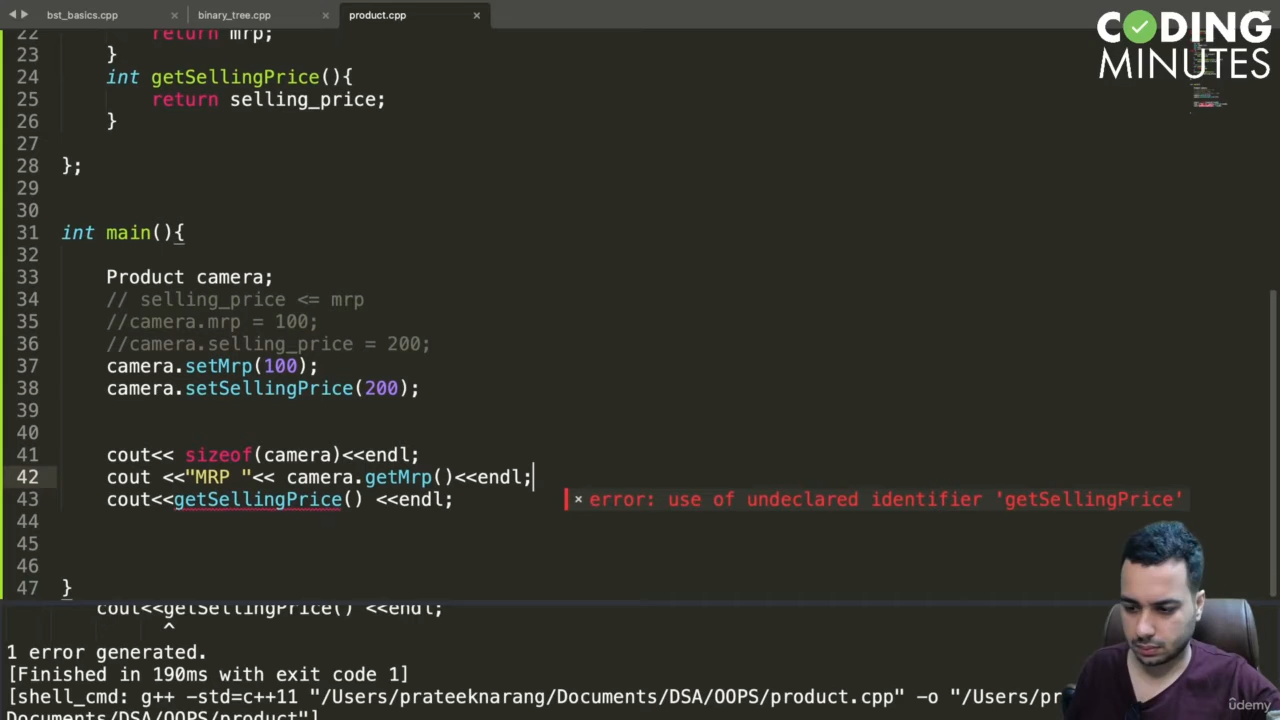 bst_basics.cpp × binary_tree.cpp × product.cpp ×
CODING
MINUTES
22 return mrp;
23 }
24 int getSellingPrice(){
25 return selling_price;
26 }
27
28 };
29
30
31 int main(){
32
33 Product camera;
34 // selling_price <= mrp
35 //camera.mrp = 100;
36 //camera.selling_price = 200;
37 camera.setMrp(100);
38 camera.setSellingPrice(200);
39
40
41 cout<< sizeof(camera)<<endl;
42 cout <<"MRP "<< camera.getMrp()<<endl;
43 cout<<getSellingPrice() <<endl; × error: use of undeclared identifier 'getSellingPrice'
44
45
46
47 }
cout<<getSellingPrice() <<endl;
^
1 error generated.
[Finished in 190ms with exit code 1]
[shell_cmd: g++ -std=c++11 "/Users/prateeknarang/Documents/DSA/OOPS/product.cpp" -o "/Users/pr
Documents/DSA/OOPS/product"]
ûdemy